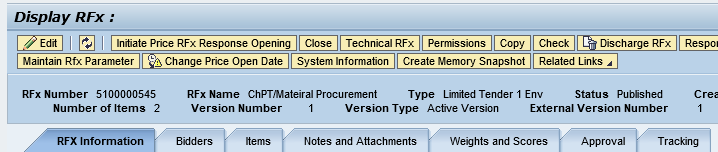 Display RFx :
Edit Initiate Price RFx Response Opening Close Technical RFx Permissions Copy Check Discharge RFx Respo
Maintain Rfx Parameter Change Price Open Date System Information Create Memory Snapshot Related Links
RFx Number 5100000545 RFx Name ChPT/Mateiral Procurement Type Limited Tender 1 Env Status Published Crea
Number of Items 2 Version Number 1 Version Type Active Version External Version Number 1
RFX Information Bidders Items Notes and Attachments Weights and Scores Approval Tracking